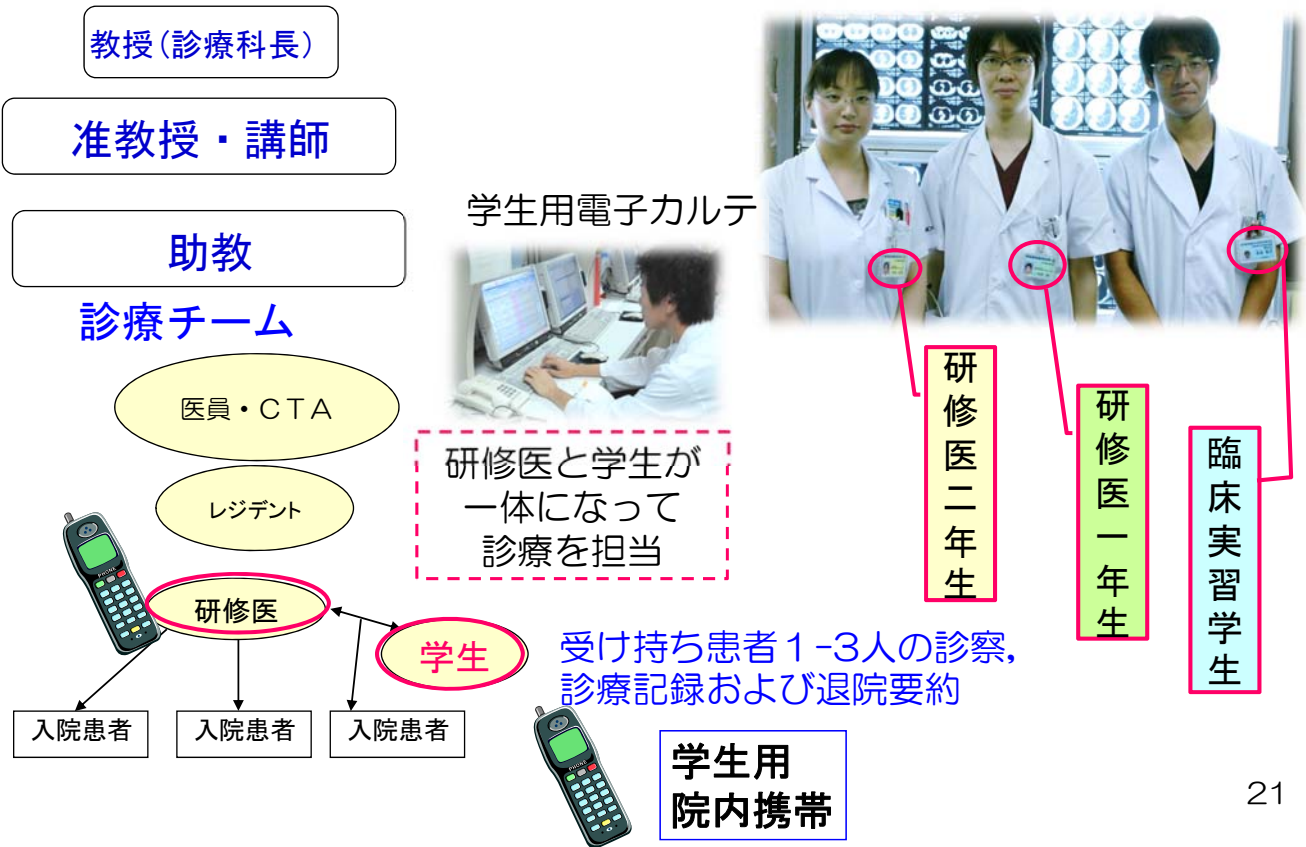 教授（診療科長）
准教授・講師
助教
診療チーム
医員・ＣＴＡ
レジデント
研修医
学生
入院患者
入院患者
入院患者
学生用電子カルテ
研修医と学生が
一体になって
診療を担当
受け持ち患者１-３人の診察,
診療記録および退院要約
学生用
院内携帯
研修医二年生
研修医一年生
臨床実習学生
21